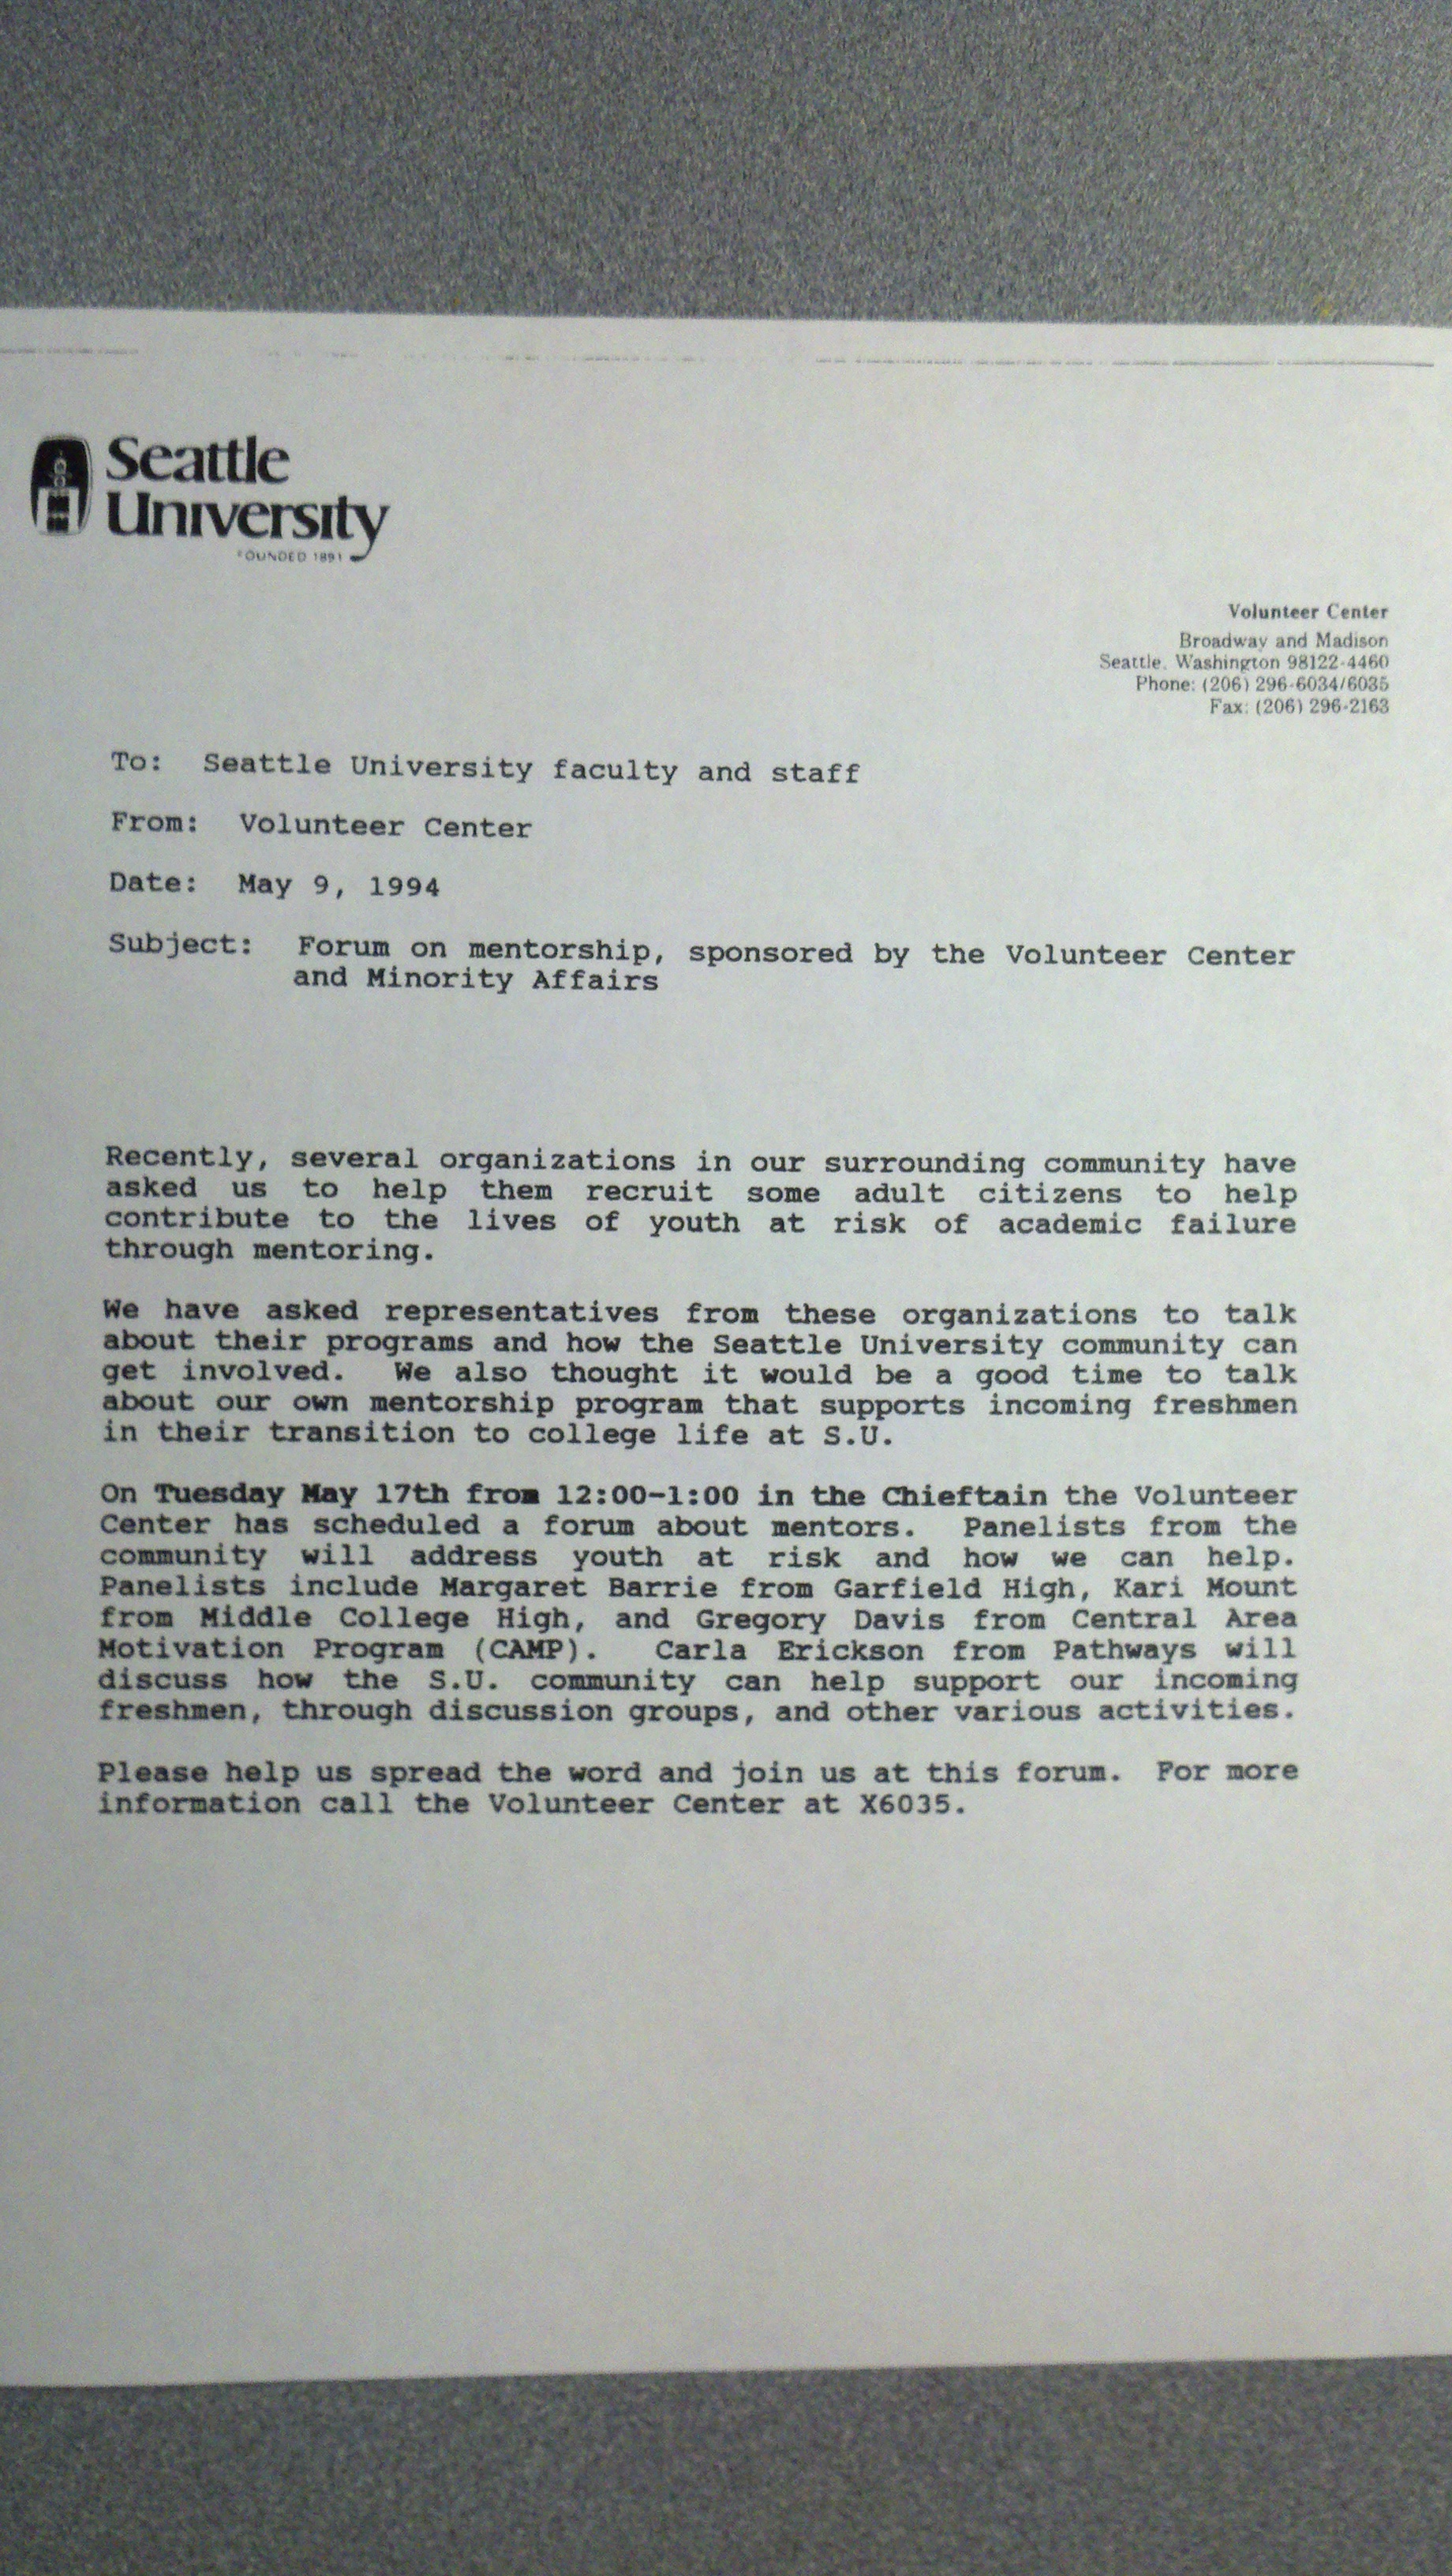 Seattle
University
FOUNDED 1891
Volunteer Center
Broadway and Madison
Seattle, Washington 98122-4460
Phone: (206) 296-6034/6035
Fax: (206) 296-2163
To: Seattle University faculty and staff
From: Volunteer Center
Date: May 9, 1994
Subject: Forum on mentorship, sponsored by the Volunteer Center
and Minority Affairs
Recently, several organizations in our surrounding community have
asked us to help them recruit some adult citizens to help
contribute to the lives of youth at risk of academic failure
through mentoring.
We have asked representatives from these organizations to talk
about their programs and how the Seattle University community can
get involved. We also thought it would be a good time to talk
about our own mentorship program that supports incoming freshmen
in their transition to college life at S.U.
On Tuesday May 17th from 12:00-1:00 in the Chieftain the Volunteer
Center has scheduled a forum about mentors. Panelists from the
community will address youth at risk and how we can help.
Panelists include Margaret Barrie from Garfield High, Kari Mount
from Middle College High, and Gregory Davis from Central Area
Motivation Program (CAMP). Carla Erickson from Pathways will
discuss how the S.U. community can help support our incoming
freshmen, through discussion groups, and other various activities.
Please help us spread the word and join us at this forum. For more
information call the Volunteer Center at X6035.